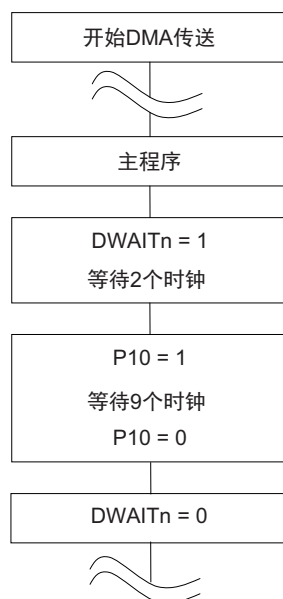 开始DMA传送
主程序
DWAITn = 1
等待2个时钟
P10 = 1
等待9个时钟
P10 = 0
DWAITn = 0